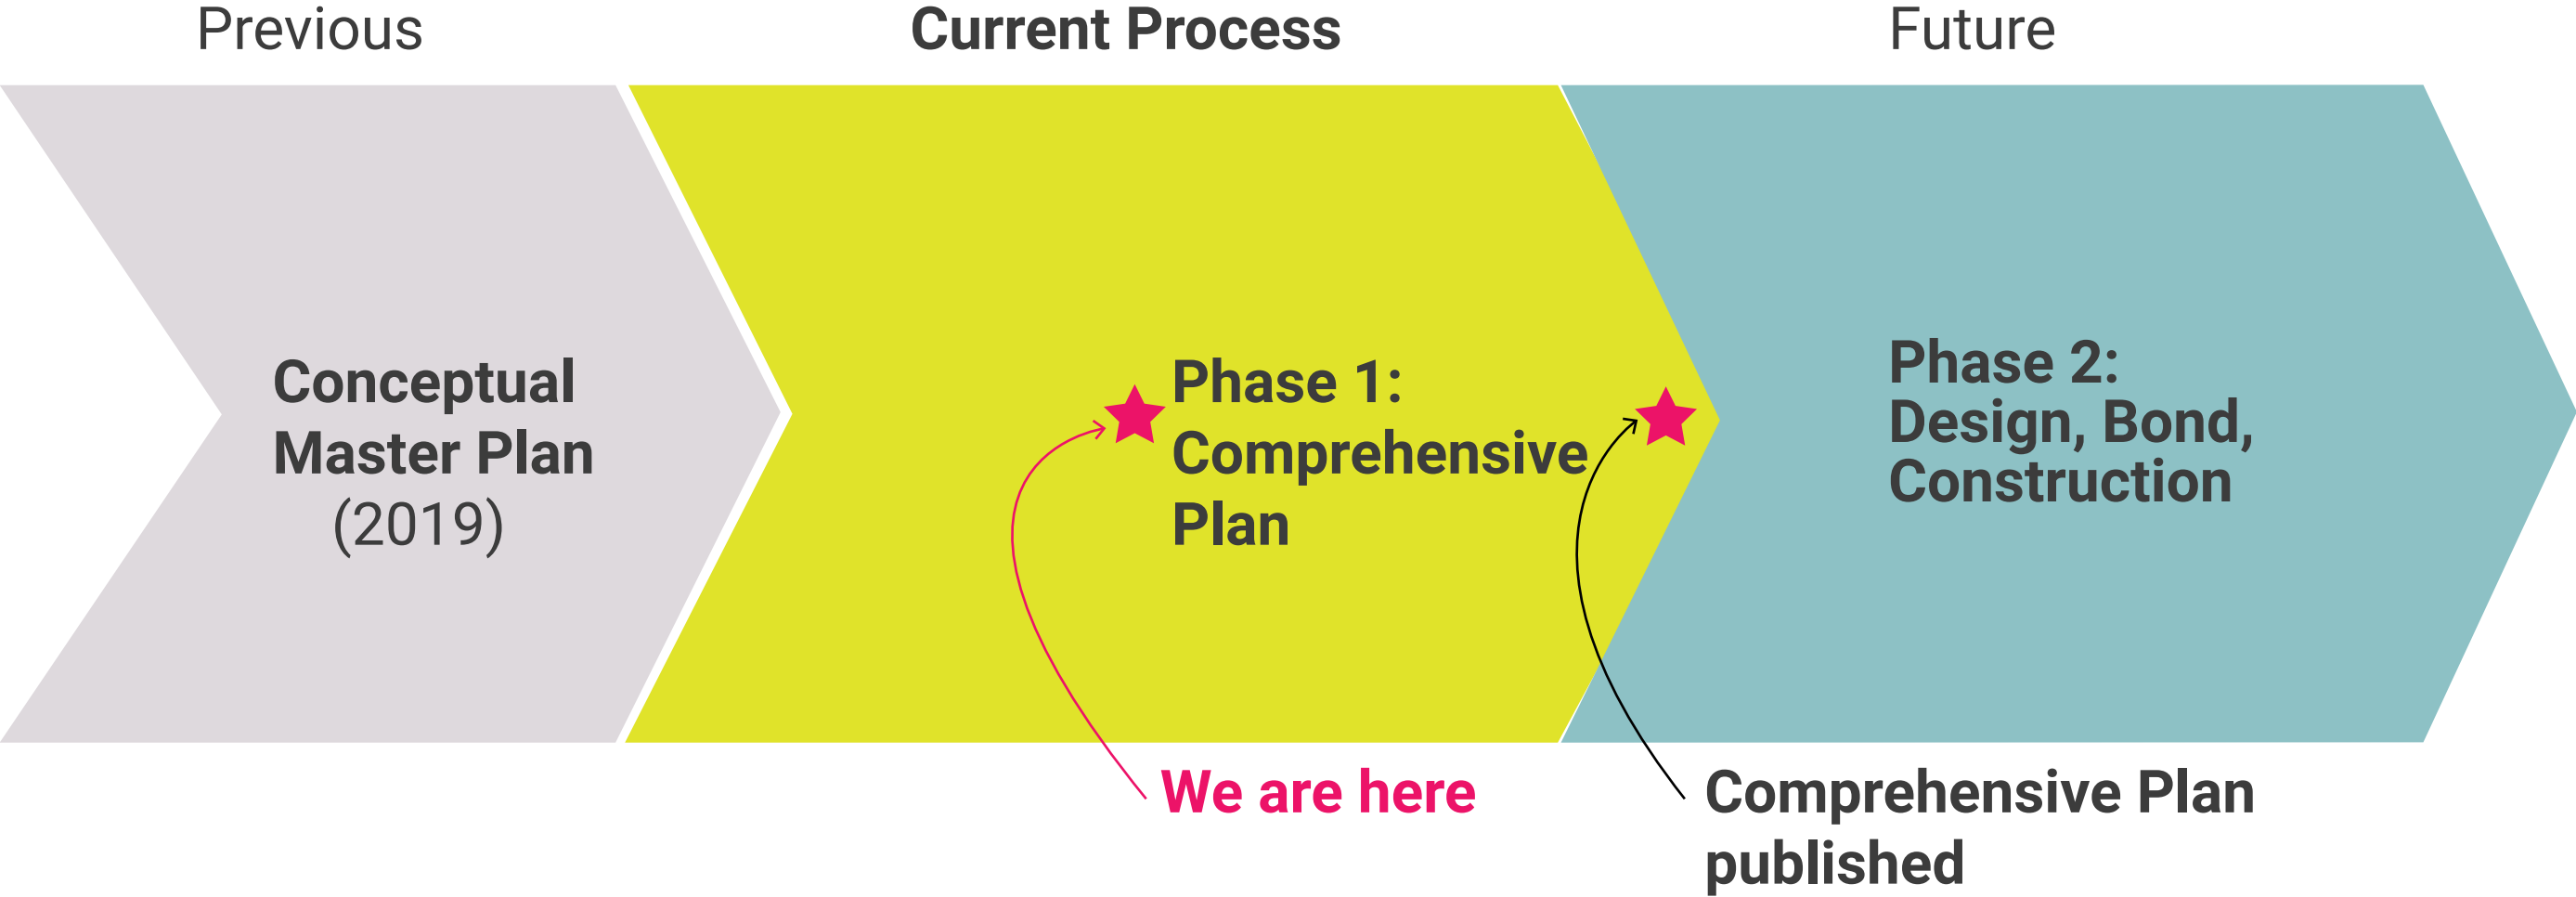 Previous
Current Process
Future
Conceptual
Master Plan
(2019)
Phase 1:
Comprehensive
Plan
Phase 2:
Design, Bond,
Construction
We are here
Comprehensive Plan
published